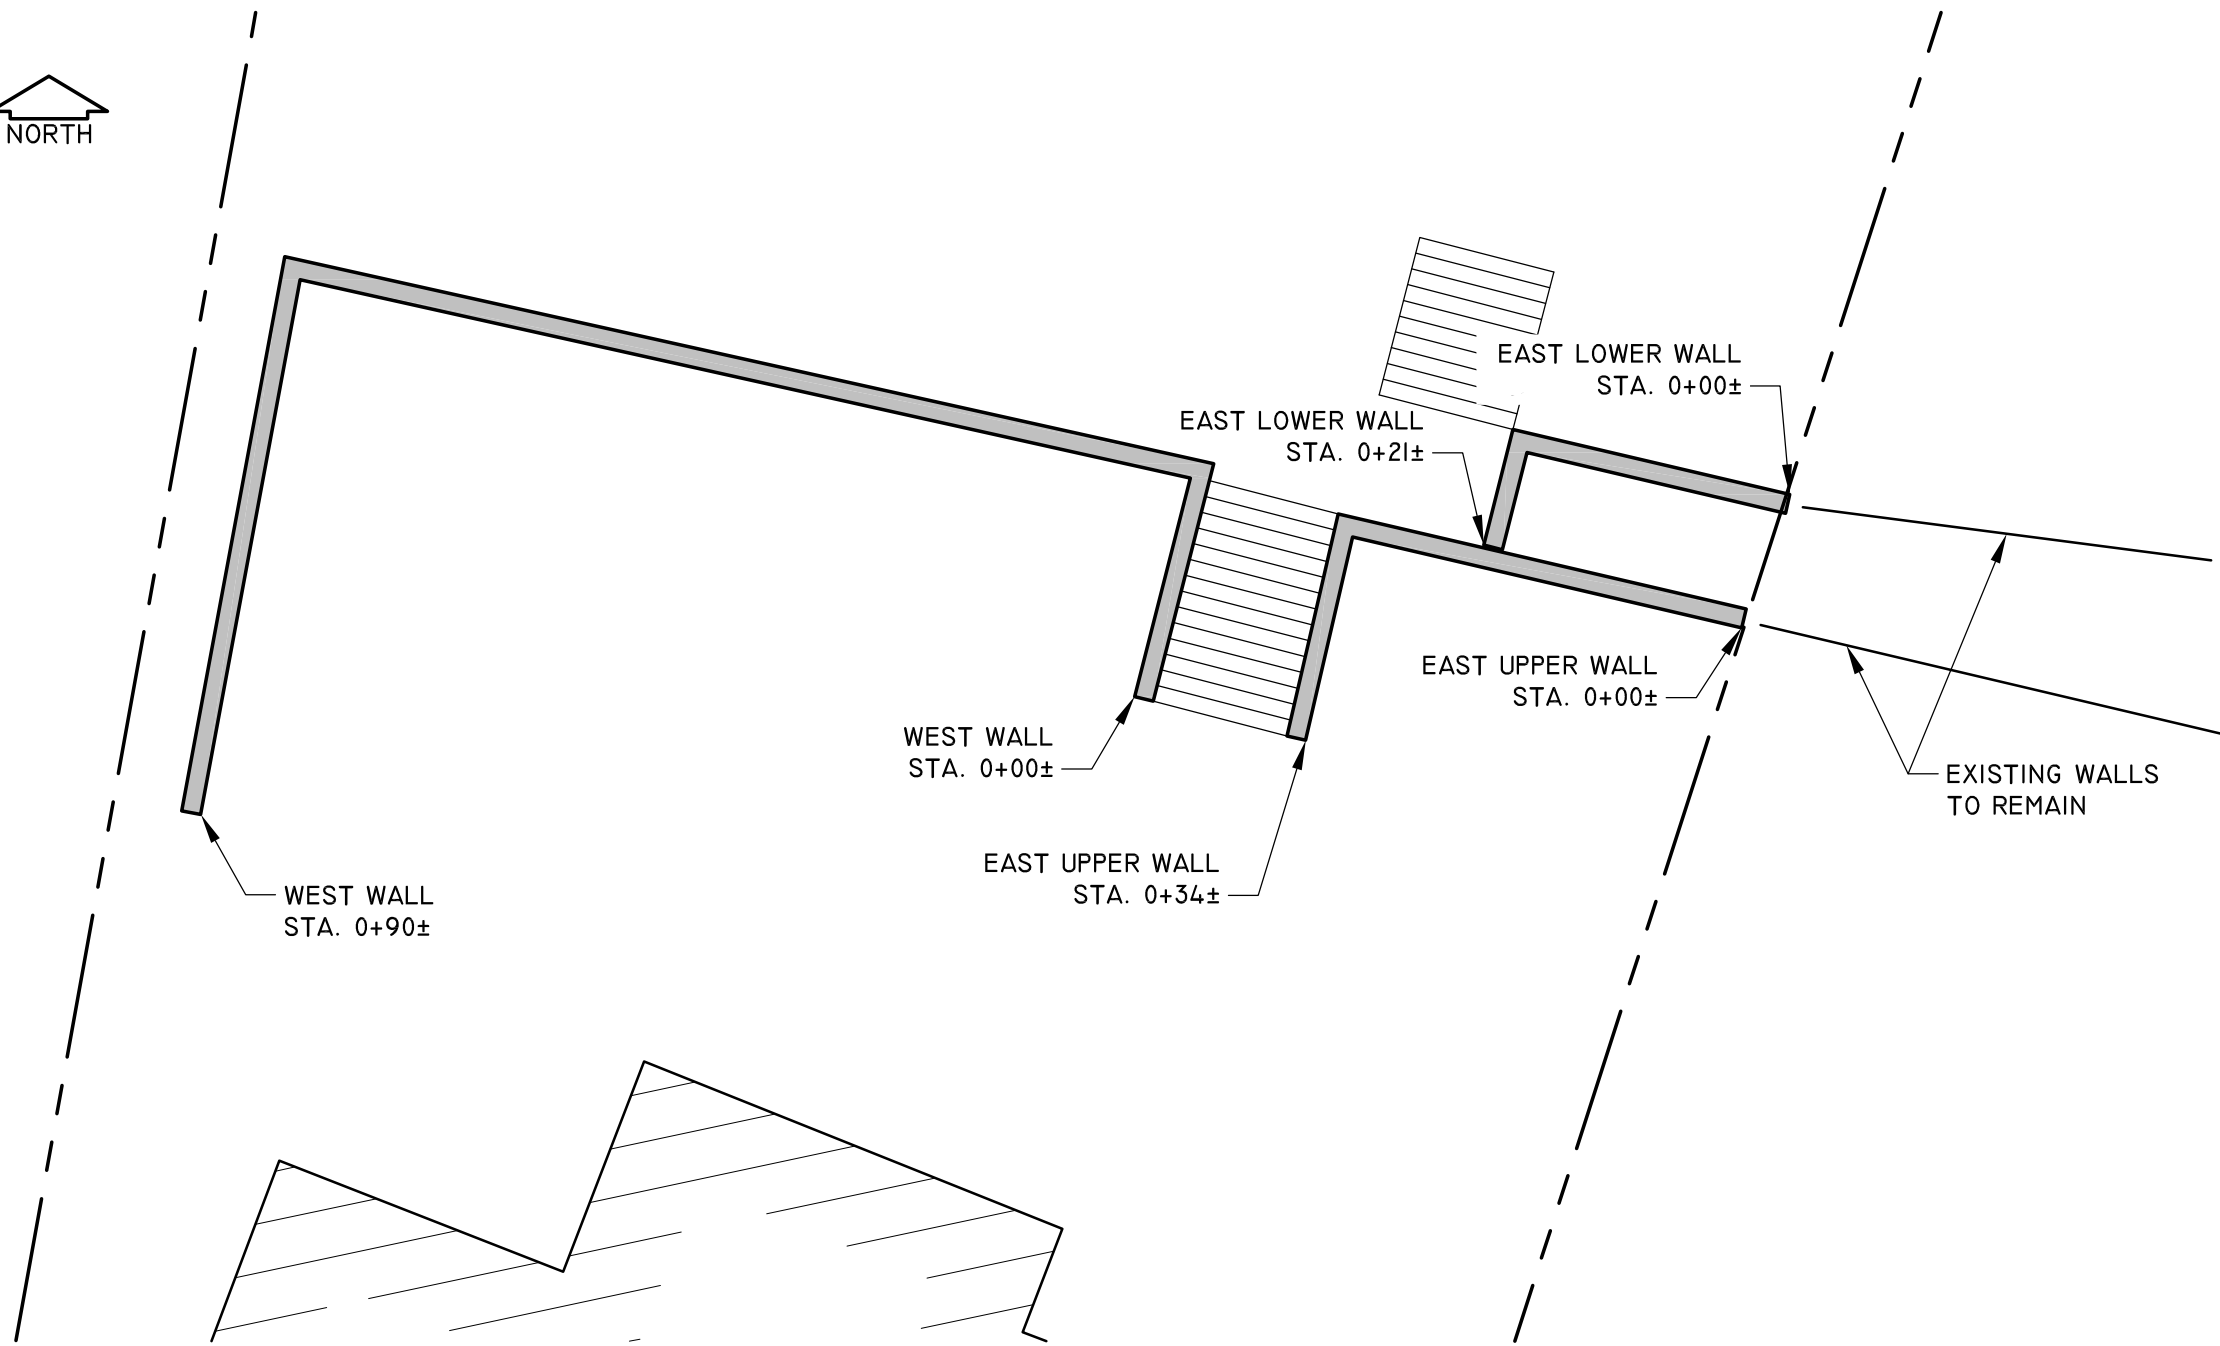 NORTH
EAST LOWER WALL
STA. 0+00±
EAST LOWER WALL
STA. 0+21±
EAST UPPER WALL
STA. 0+00±
WEST WALL
STA. 0+00±
EXISTING WALLS
TO REMAIN
EAST UPPER WALL
STA. 0+34±
WEST WALL
STA. 0+90±